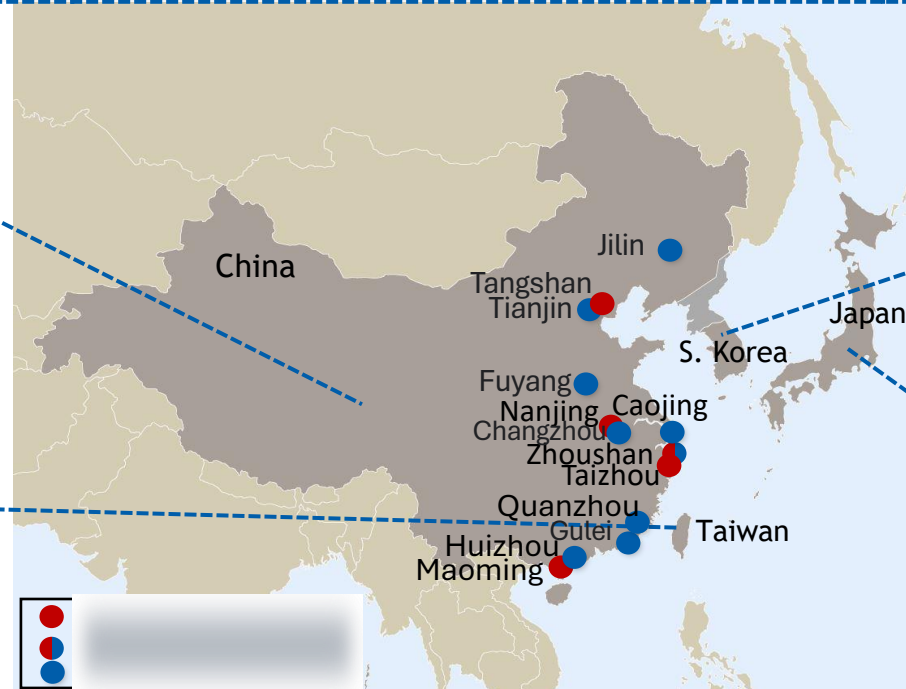 Jilin
China
Tangshan
Tianjin
Japan
S. Korea
Fuyang
Nanjing
Caojing
Changzhou
Zhoushan
Taizhou
Quanzhou
Gulei
Taiwan
Huizhou
Maoming